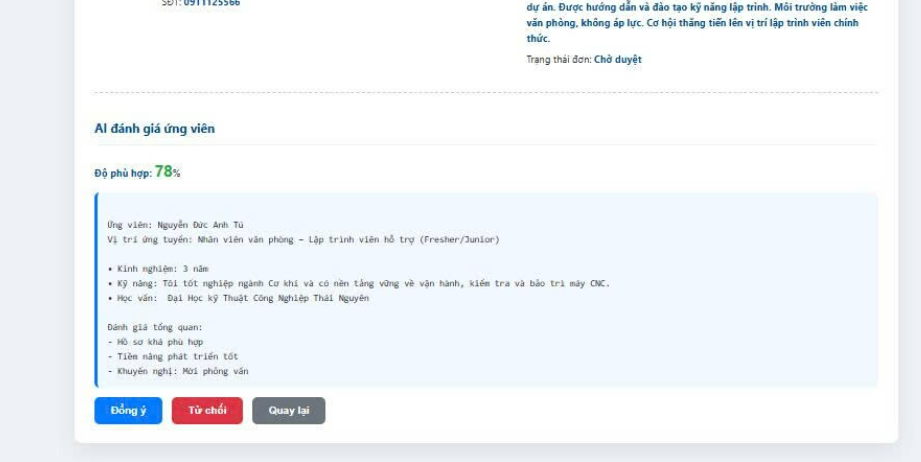 SĐT: 0911125566
dự án. Được hướng dẫn và đào tạo kỹ năng lập trình. Môi trường làm việc
văn phòng, không áp lực. Cơ hội thăng tiến lên vị trí lập trình viên chính
thức.
Trạng thái đơn: Chờ duyệt
AI đánh giá ứng viên
Độ phù hợp: 78%
Ứng viên: Nguyễn Đức Anh Tú
Vị trí ứng tuyển: Nhân viên văn phòng – Lập trình viên hỗ trợ (Fresher/Junior)
• Kinh nghiệm: 3 năm
• Kỹ năng: Tôi tốt nghiệp ngành Cơ khí và có nền tảng vững về vận hành, kiểm tra và bảo trì máy CNC.
• Học vấn: Đại Học kỹ Thuật Công Nghiệp Thái Nguyên
Đánh giá tổng quan:
- Hồ sơ khá phù hợp
- Tiềm năng phát triển tốt
- Khuyến nghị: Mời phỏng vấn
Đồng ý
Từ chối
Quay lại